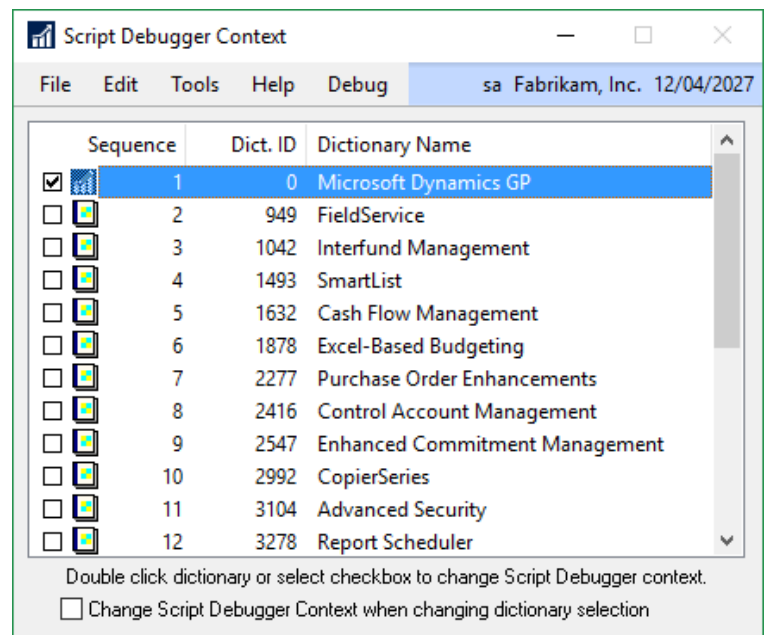 Script Debugger Context
File Edit Tools Help Debug sa Fabrikam, Inc. 12/04/2027
Sequence Dict. ID Dictionary Name
1 0 Microsoft Dynamics GP
2 949 FieldService
3 1042 Interfund Management
4 1493 SmartList
5 1632 Cash Flow Management
6 1878 Excel-Based Budgeting
7 2277 Purchase Order Enhancements
8 2416 Control Account Management
9 2547 Enhanced Commitment Management
10 2992 CopierSeries
11 3104 Advanced Security
12 3278 Report Scheduler
Double click dictionary or select checkbox to change Script Debugger context.
Change Script Debugger Context when changing dictionary selection